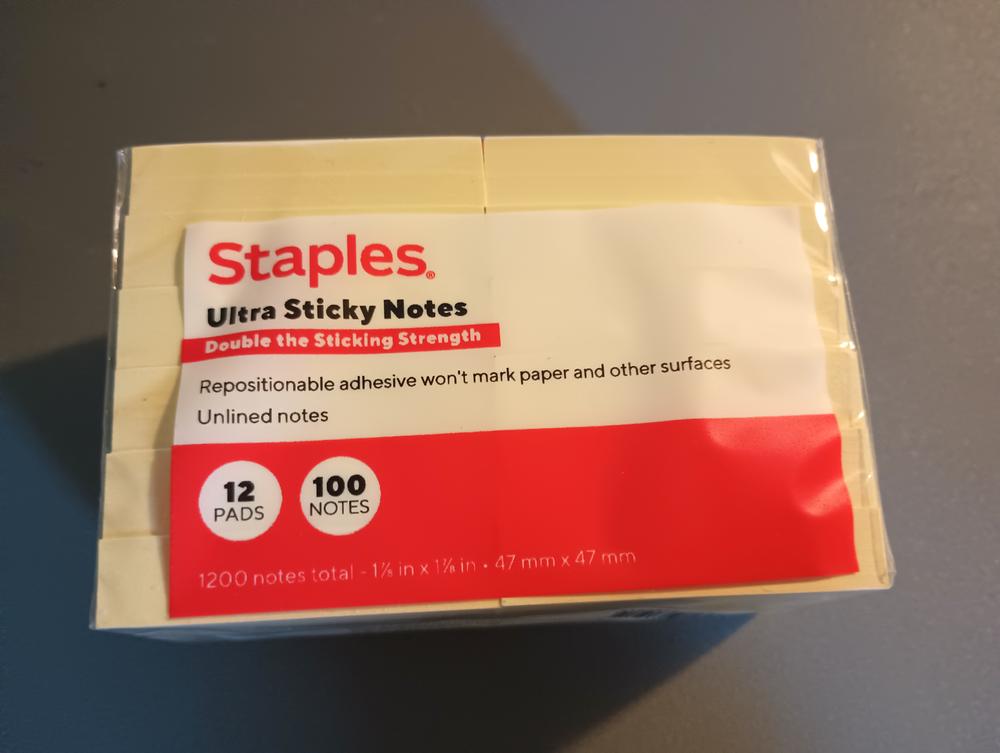 Staples®
Ultra Sticky Notes
Double the Sticking Strength
Repositionable adhesive won't mark paper and other surfaces
Unlined notes
12
PADS
100
NOTES
1200 notes total - 1⅞ in x 1⅞ in • 47 mm x 47 mm